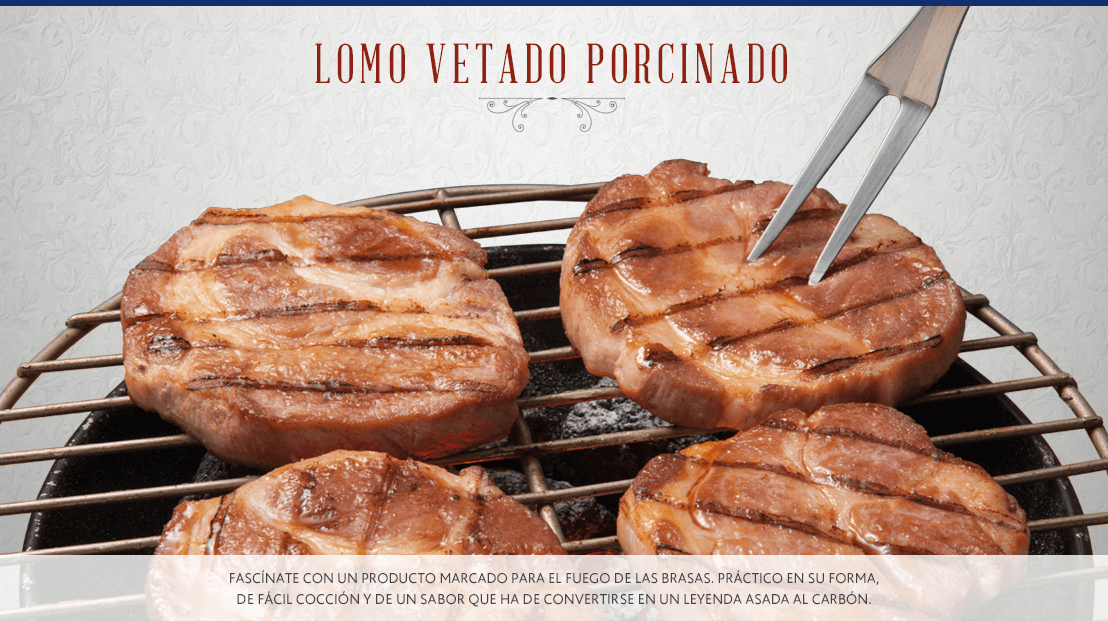 LOMO VETADO PORCINADO
FASCÍNATE CON UN PRODUCTO MARCADO PARA EL FUEGO DE LAS BRASAS. PRÁCTICO EN SU FORMA,
DE FÁCIL COCCIÓN Y DE UN SABOR QUE HA DE CONVERTIRSE EN UN LEYENDA ASADA AL CARBÓN.